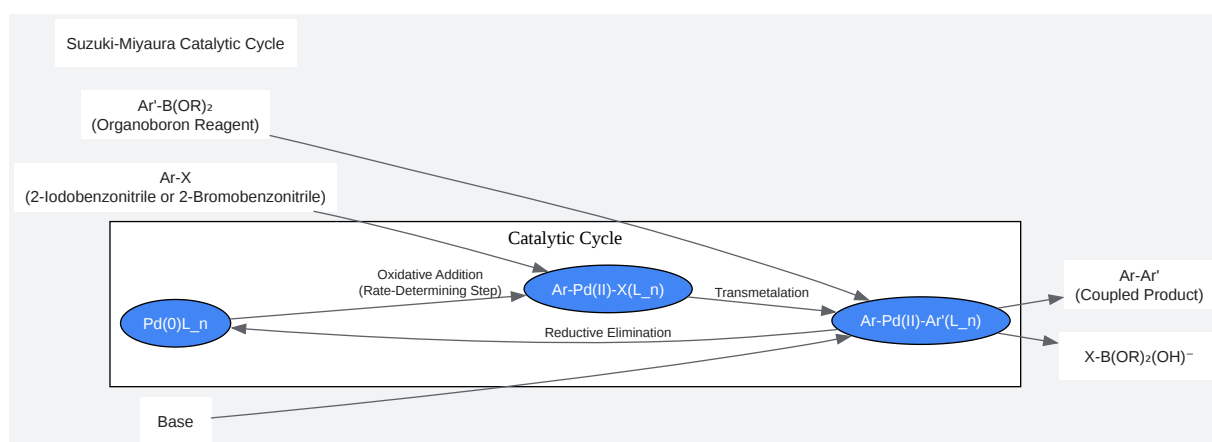 Suzuki-Miyaura Catalytic Cycle
Ar'-B(OR)₂
(Organoboron Reagent)
Ar-X
(2-Iodobenzonitrile or 2-Bromobenzonitrile)
Catalytic Cycle
Oxidative Addition
(Rate-Determining Step)
Ar-Pd(II)-X(L_n)
Transmetalation
Ar-Ar'
(Coupled Product)
Pd(0)L_n
Reductive Elimination
Ar-Pd(II)-Ar'(L_n)
X-B(OR)₂(OH)⁻
Base